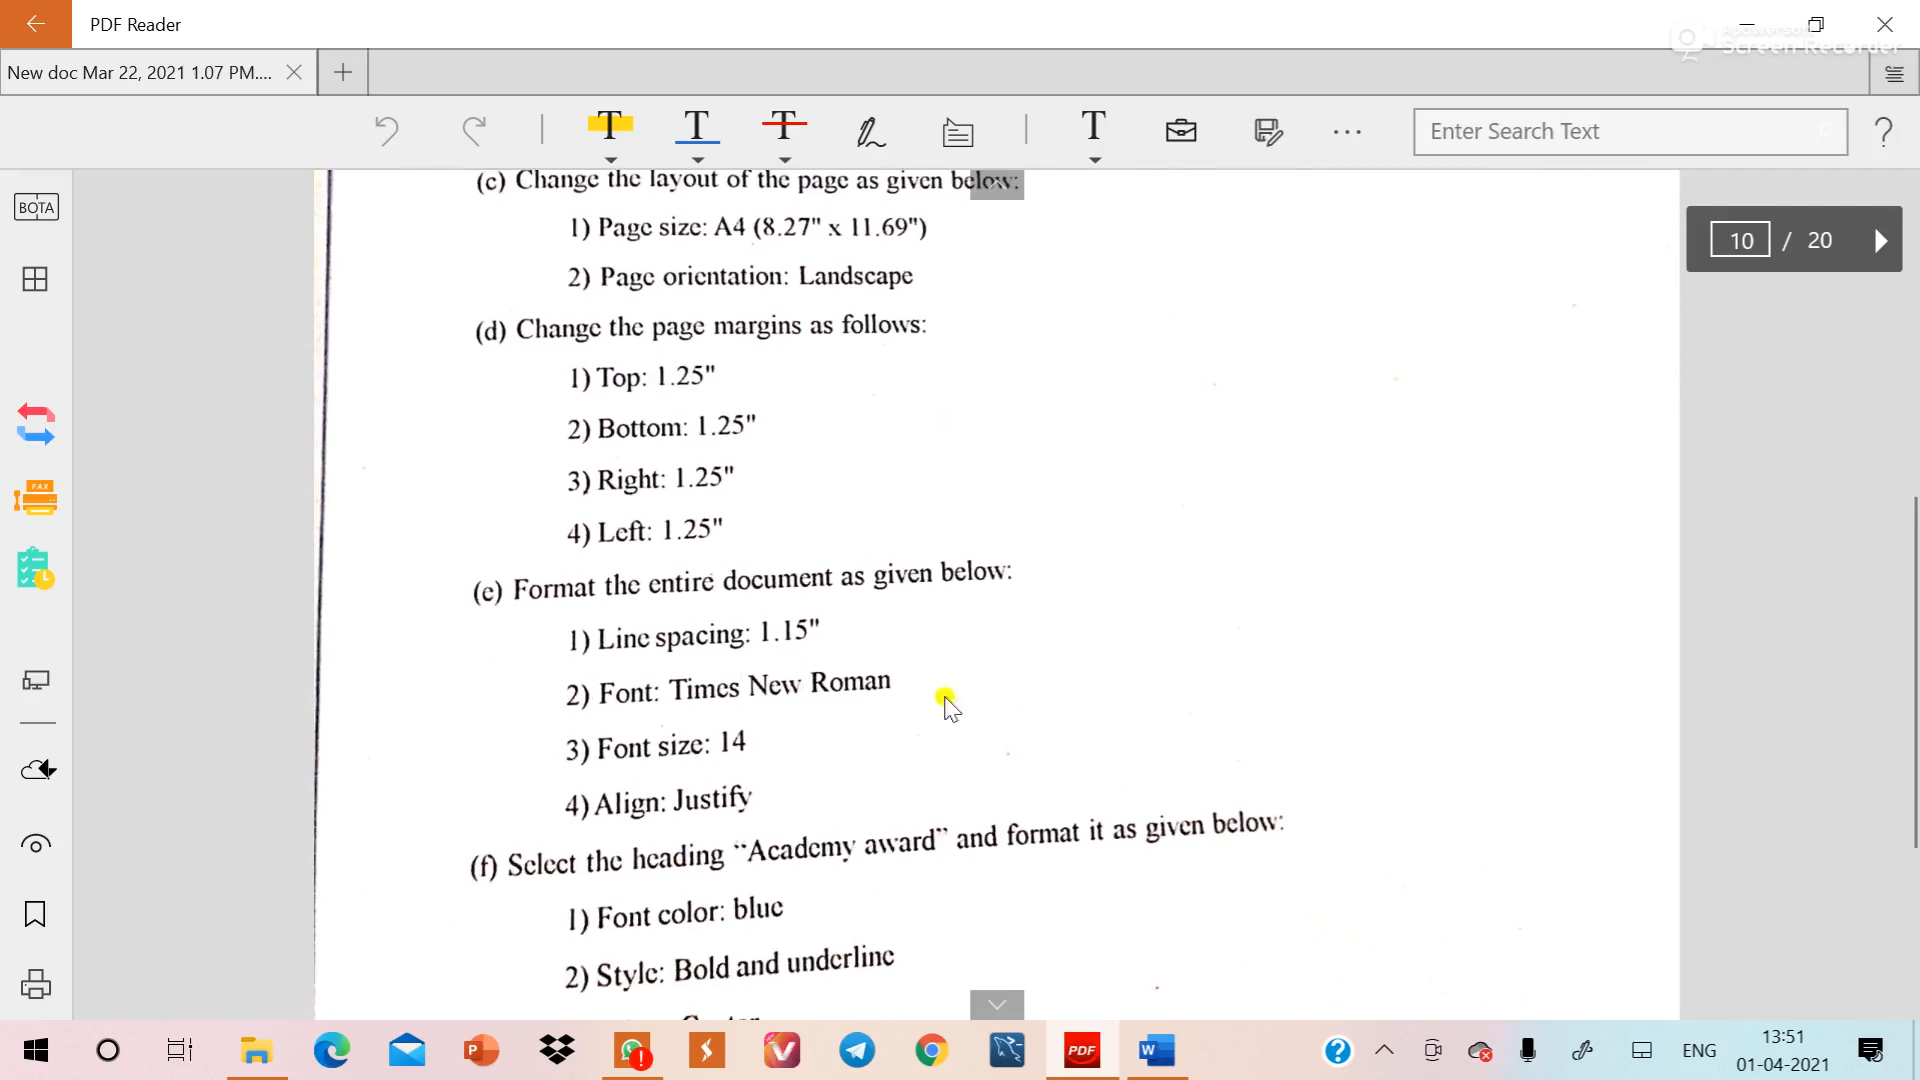 PDF Reader
Apowersoft
Screen Recorder
New doc Mar 22, 2021 1.07 PM....
Enter Search Text
BOTA
10 / 20
(c) Change the layout of the page as given below:
1) Page size: A4 (8.27" x 11.69")
2) Page orientation: Landscape
(d) Change the page margins as follows:
1) Top: 1.25"
2) Bottom: 1.25"
3) Right: 1.25"
4) Left: 1.25"
(e) Format the entire document as given below:
1) Line spacing: 1.15"
2) Font: Times New Roman
3) Font size: 14
4) Align: Justify
(f) Select the heading “Academy award” and format it as given below:
1) Font color: blue
2) Style: Bold and underline
FAX
PDF
ENG
13:51
01-04-2021